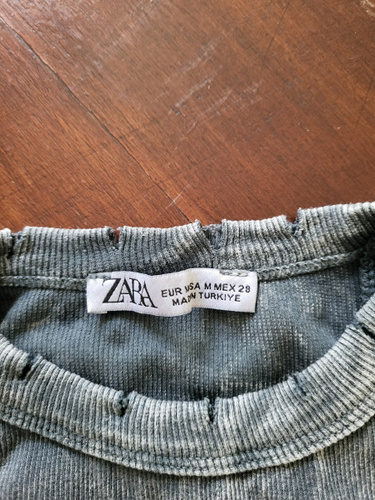 ZARA
EUR M USA M MEX 28
MADE IN TURKIYE